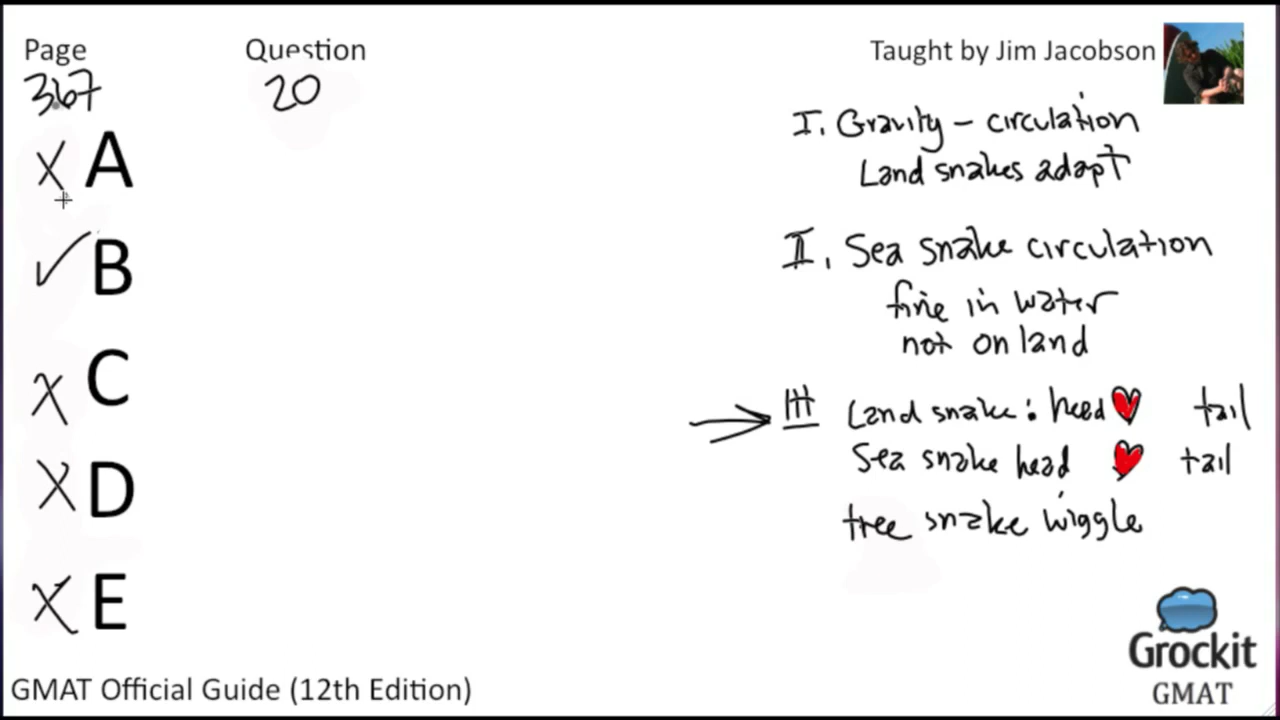 Page
Question
Taught by Jim Jacobson
367
20
I. Gravity - circulation
Land snakes adapt
A
II. Sea snake circulation
fine in water
not on land
B
III Land snake: head tail
Sea snake head tail
tree snake wiggle
C
D
E
Grockit
GMAT
GMAT Official Guide (12th Edition)